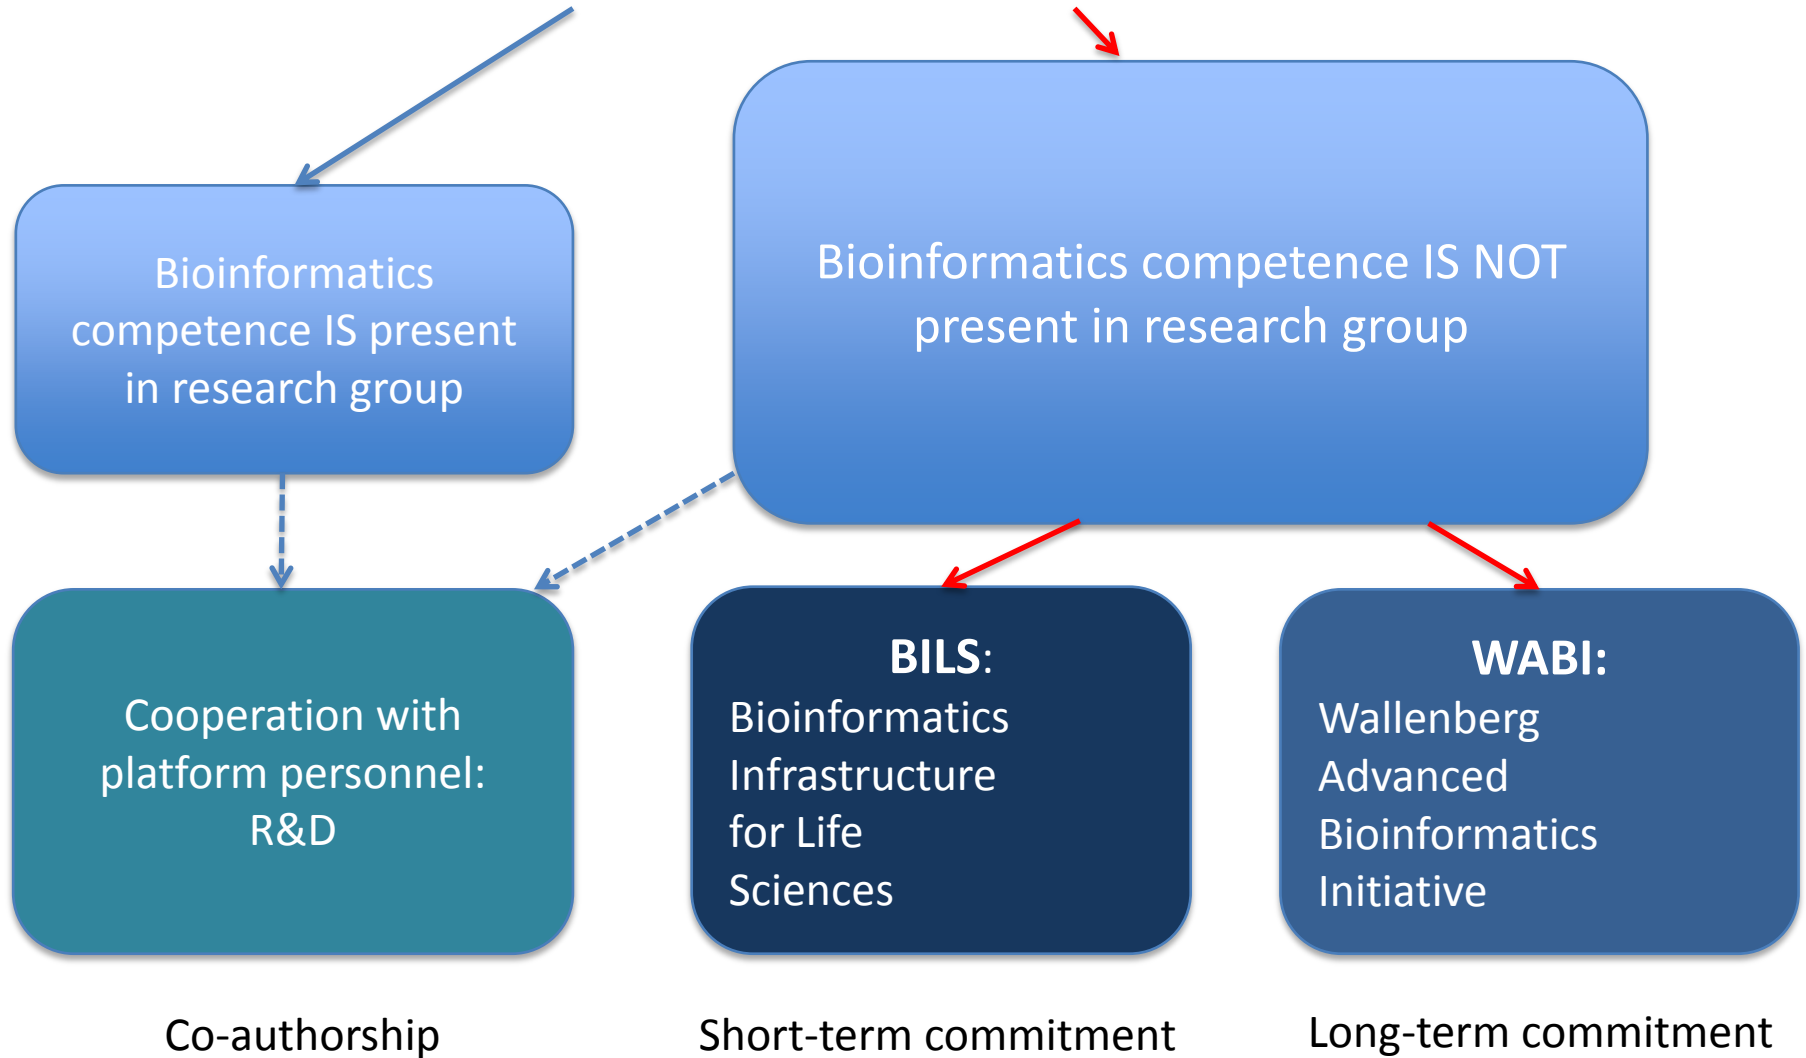 Bioinformatics
competence IS present
in research group
Bioinformatics competence IS NOT
present in research group
Cooperation with
platform personnel:
R&D
BILS:
Bioinformatics
Infrastructure
for Life
Sciences
WABI:
Wallenberg
Advanced
Bioinformatics
Initiative
Co-authorship
Short-term commitment
Long-term commitment